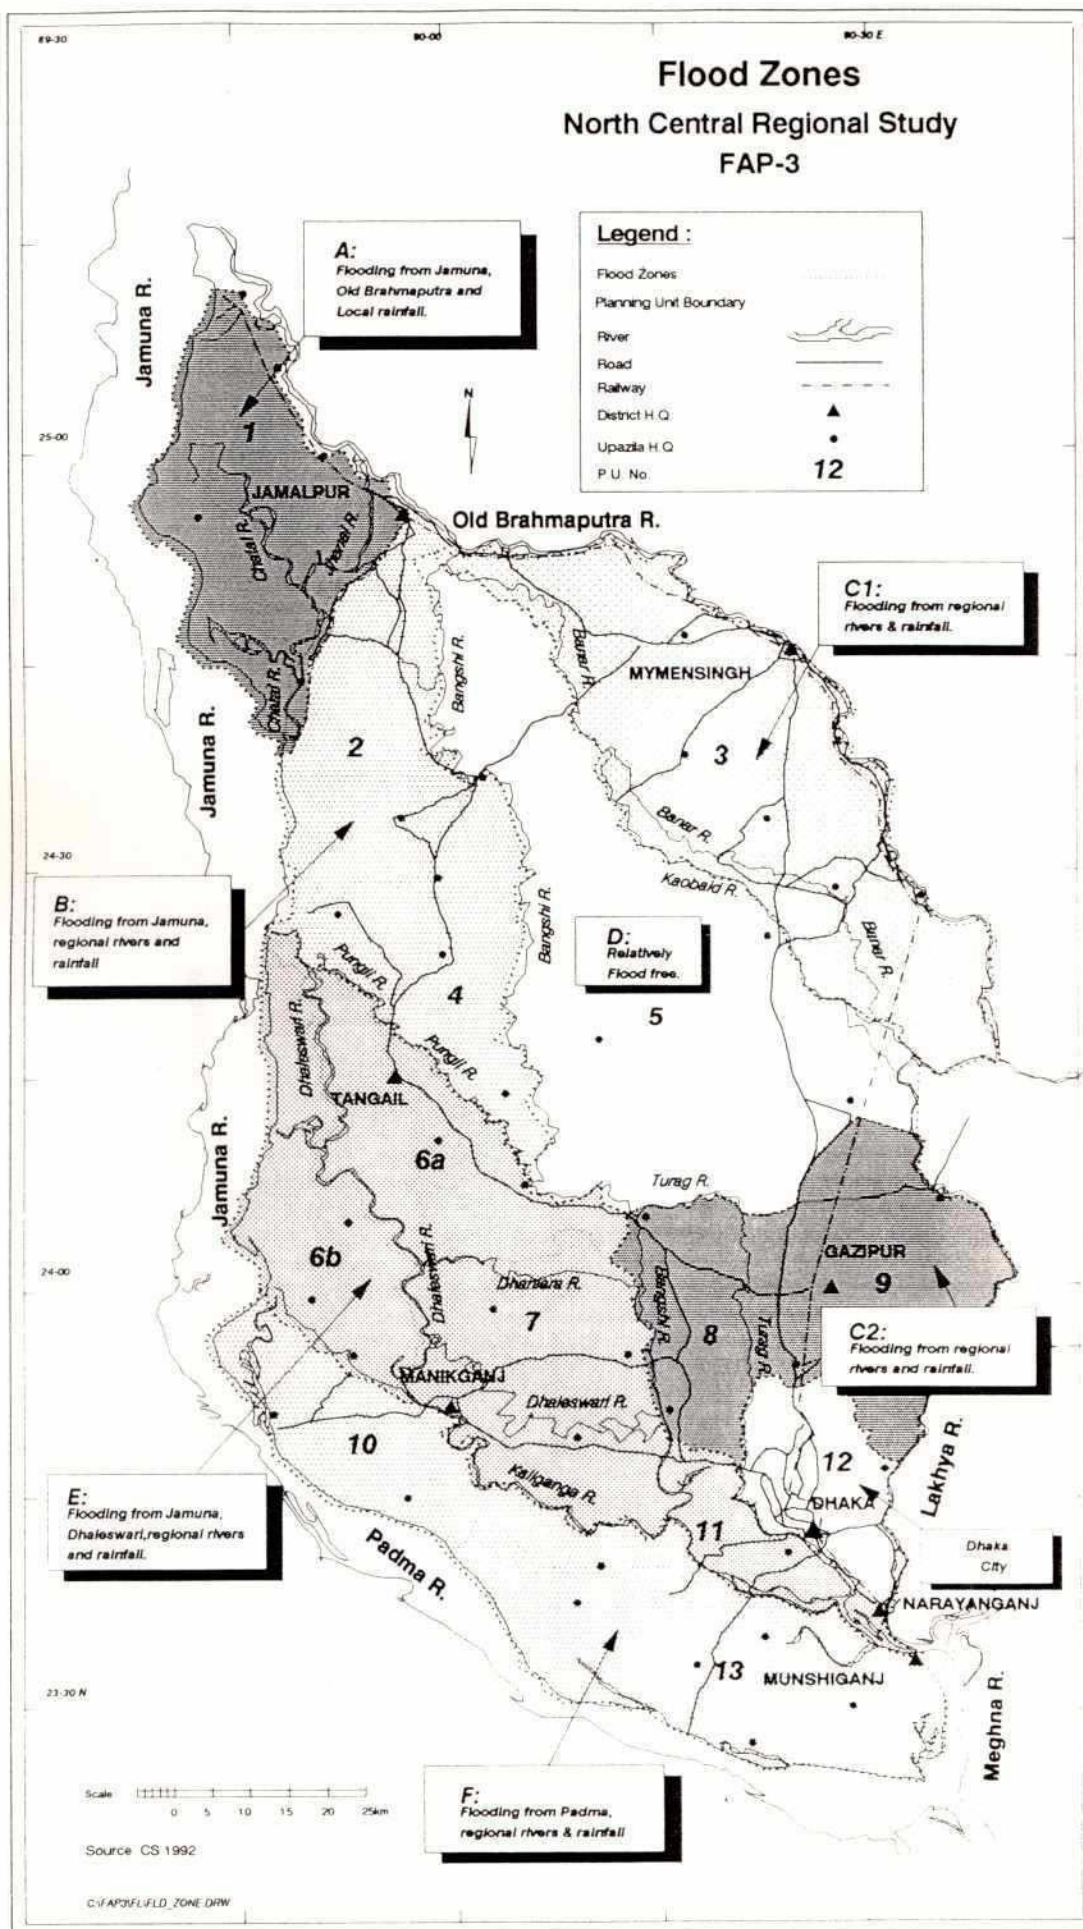 89-30
90-00
90-30 E
Flood Zones
North Central Regional Study
FAP-3
Legend :
Flood Zones
Planning Unit Boundary
River
Road
Railway
District H.Q
Upazila H.Q
P.U. No.
12
A:
Flooding from Jamuna,
Old Brahmaputra and
Local rainfall.
Jamuna R.
N
25-00
1
JAMALPUR
Chatal R.
Jhenai R.
Old Brahmaputra R.
C1:
Flooding from regional
rivers & rainfall.
Bangshi R.
Banar R.
MYMENSINGH
Chatal R.
Jamuna R.
2
3
Banar R.
24-30
Kaobaid R.
B:
Flooding from Jamuna,
regional rivers and
rainfall
D:
Relatively
Flood free.
Bangshi R.
Banar R.
Pungli R.
4
5
Dhaleswari R.
Pungli R.
TANGAIL
Jamuna R.
6a
Turag R.
6b
Dhaleswari R.
GAZIPUR
24-00
9
7
Bangshi R.
8
Turag R.
C2:
Flooding from regional
rivers and rainfall.
MANIKGANJ
Dhaleswari R.
10
12
Lakhya R.
Kaliganga R.
E:
Flooding from Jamuna,
Dhaleswari,regional rivers
and rainfall.
DHAKA
11
Dhaka
City
Padma R.
NARAYANGANJ
13
MUNSHIGANJ
23-30 N
Meghna R.
F:
Flooding from Padma,
regional rivers & rainfall
Scale
0 5 10 15 20 25km
Source CS 1992
C:\FAP3\FL\FLD_ZONE.DRW